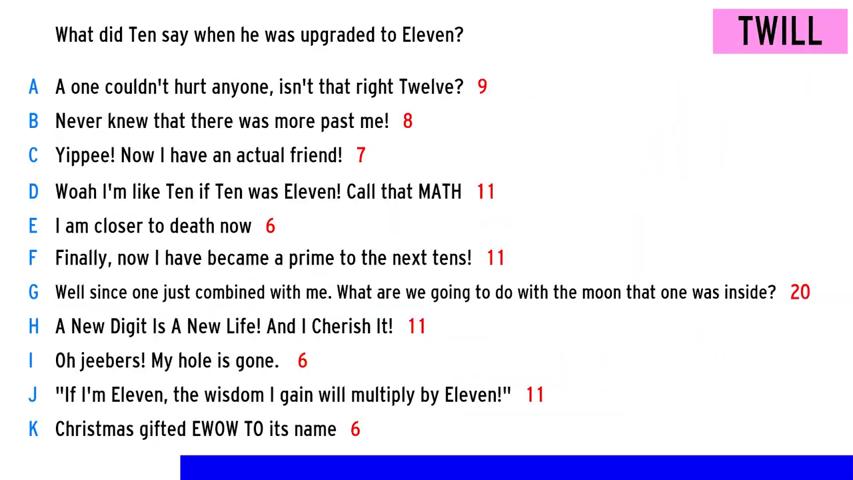 What did Ten say when he was upgraded to Eleven?
TWILL
A A one couldn't hurt anyone, isn't that right Twelve? 9
B Never knew that there was more past me! 8
C Yippee! Now I have an actual friend! 7
D Woah I'm like Ten if Ten was Eleven! Call that MATH 11
E I am closer to death now 6
F Finally, now I have became a prime to the next tens! 11
G Well since one just combined with me. What are we going to do with the moon that one was inside? 20
H A New Digit Is A New Life! And I Cherish It! 11
I Oh jeebers! My hole is gone. 6
J "If I'm Eleven, the wisdom I gain will multiply by Eleven!" 11
K Christmas gifted EWOW TO its name 6